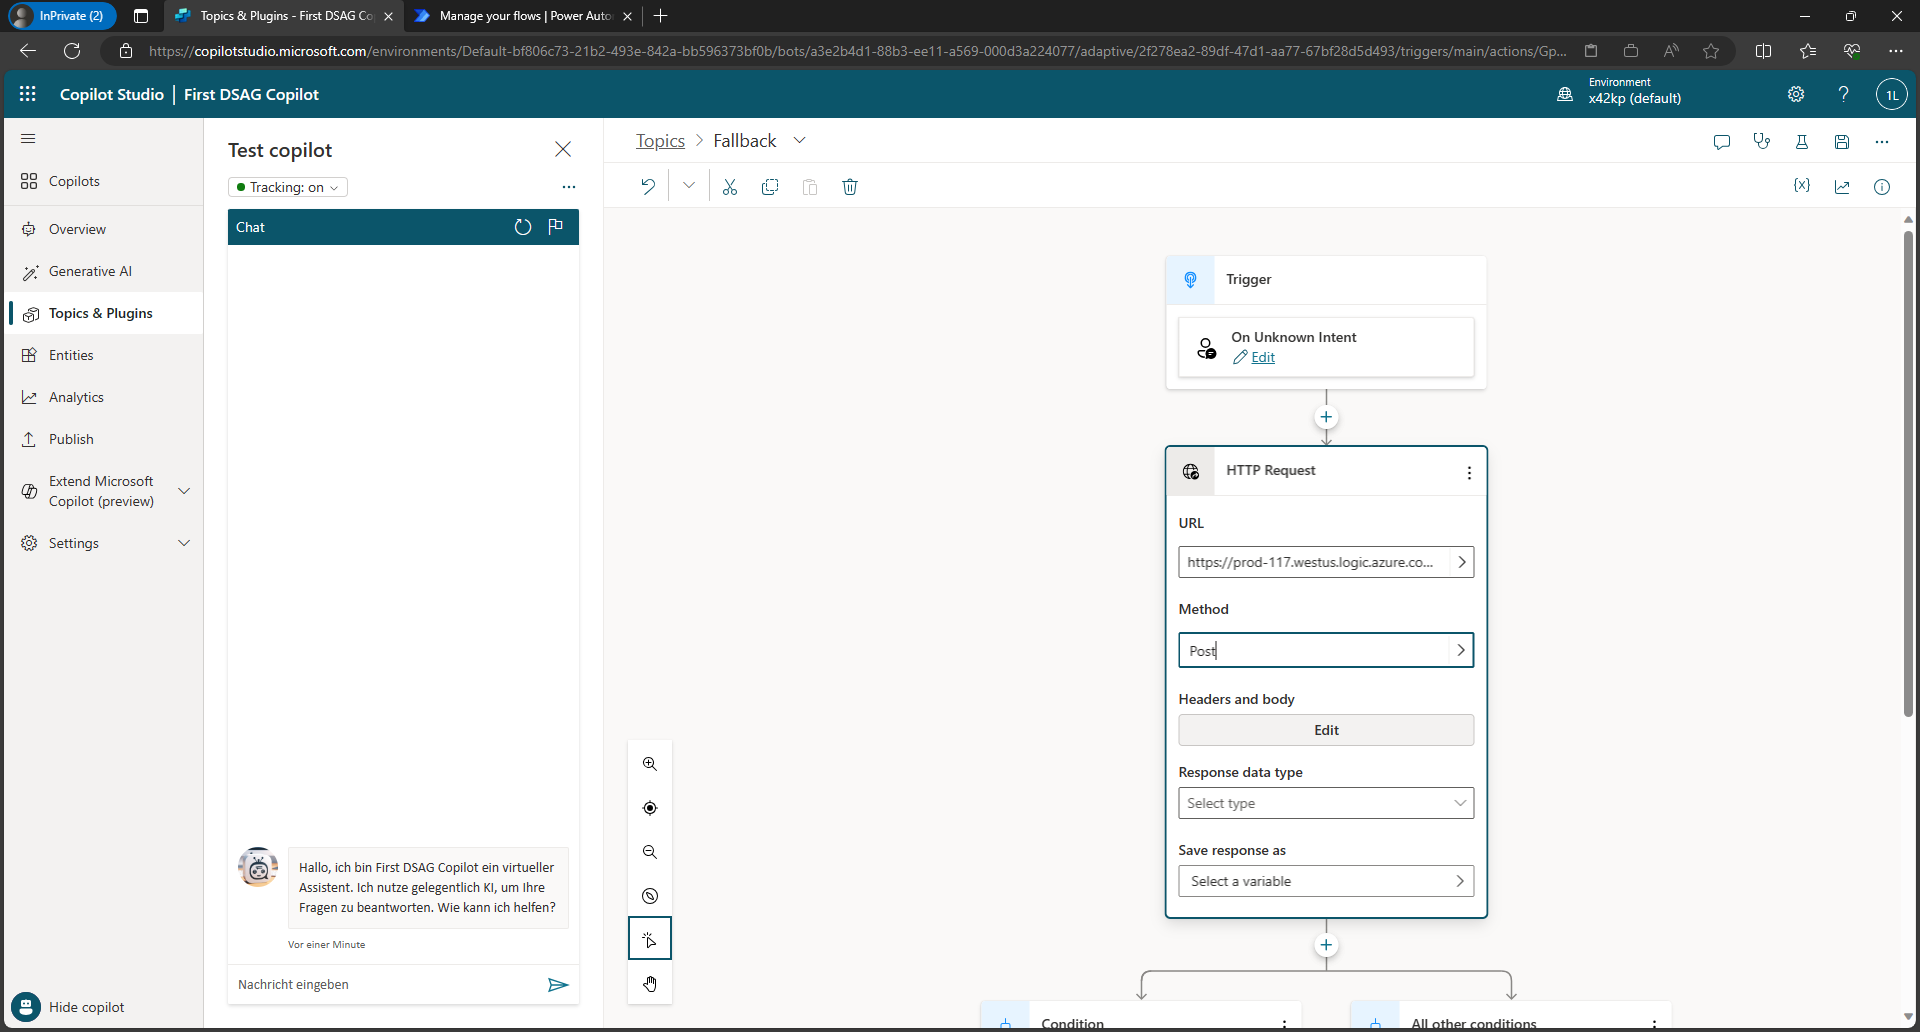 InPrivate (2)
Topics & Plugins - First DSAG Co
Manage your flows | Power Auto
https://copilotstudio.microsoft.com/environments/Default-bf806c73-21b2-493e-842a-bb596373bf0b/bots/a3e2b4d1-88b3-ee11-a569-000d3a224077/adaptive/2f278ea2-89df-47d1-aa77-67bf28d5d493/triggers/main/actions/Gp...
Copilot Studio | First DSAG Copilot
Environment
x42kp (default)
1L
Copilots
Overview
Generative AI
Topics & Plugins
Entities
Analytics
Publish
Extend Microsoft
Copilot (preview)
Settings
Hide copilot
Test copilot
Tracking: on
Chat
Hallo, ich bin First DSAG Copilot ein virtueller
Assistent. Ich nutze gelegentlich KI, um Ihre
Fragen zu beantworten. Wie kann ich helfen?
Vor einer Minute
Nachricht eingeben
Topics > Fallback
{x}
Trigger
On Unknown Intent
Edit
HTTP Request
URL
https://prod-117.westus.logic.azure.co...
Method
Post
Headers and body
Edit
Response data type
Select type
Save response as
Select a variable
Condition
All other conditions